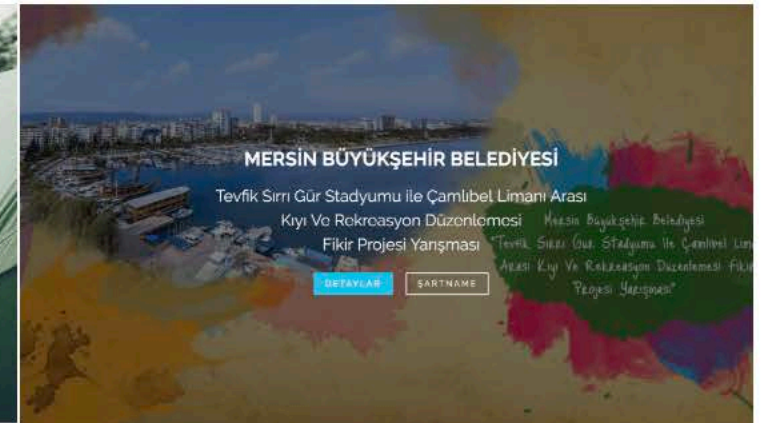 MERSİN BÜYÜKŞEHİR BELEDİYESİ
Tevfik Sırrı Gür Stadyumu ile Çamlıbel Limanı Arası
Kıyı Ve Rekreasyon Düzenlemesi
Fikir Projesi Yarışması
DETAYLAR
ŞARTNAME
Mersin Büyükşehir Belediyesi
"Tevfik Sırrı Gür Stadyumu İle Çamlıbel Lim
Arası Kıyı Ve Rekreasyon Düzenlemesi Fikir
Projesi Yarışması"